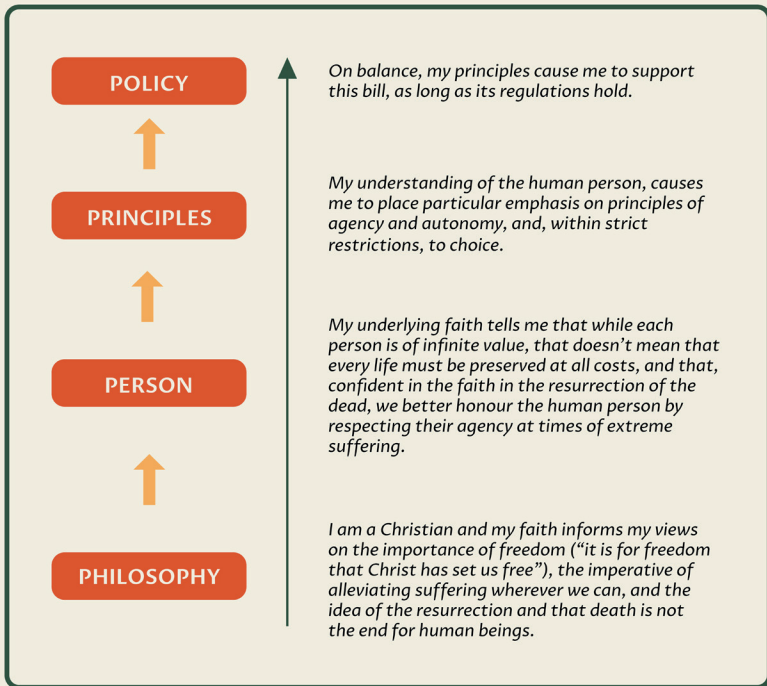 POLICY
On balance, my principles cause me to support
this bill, as long as its regulations hold.
PRINCIPLES
My understanding of the human person, causes
me to place particular emphasis on principles of
agency and autonomy, and, within strict
restrictions, to choice.
PERSON
My underlying faith tells me that while each
person is of infinite value, that doesn't mean that
every life must be preserved at all costs, and that,
confident in the faith in the resurrection of the
dead, we better honour the human person by
respecting their agency at times of extreme
suffering.
PHILOSOPHY
I am a Christian and my faith informs my views
on the importance of freedom (“it is for freedom
that Christ has set us free”), the imperative of
alleviating suffering wherever we can, and the
idea of the resurrection and that death is not
the end for human beings.